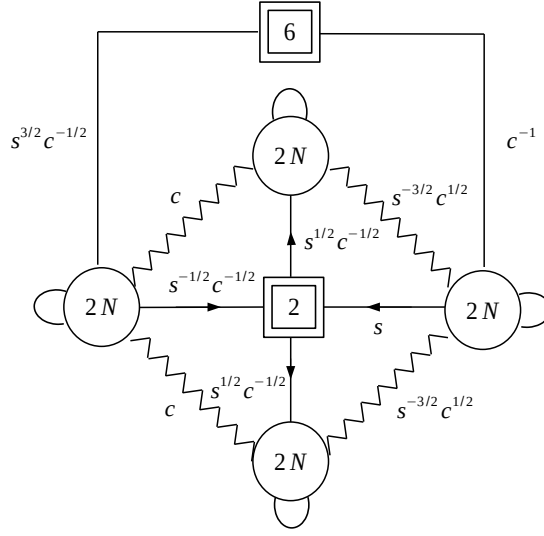 6
s^{3/2} c^{-1/2}
c^{-1}
2N
c
s^{-3/2} c^{1/2}
s^{1/2} c^{-1/2}
s^{-1/2} c^{-1/2}
2N
2
2N
s
s^{1/2} c^{-1/2}
c
s^{-3/2} c^{1/2}
2N